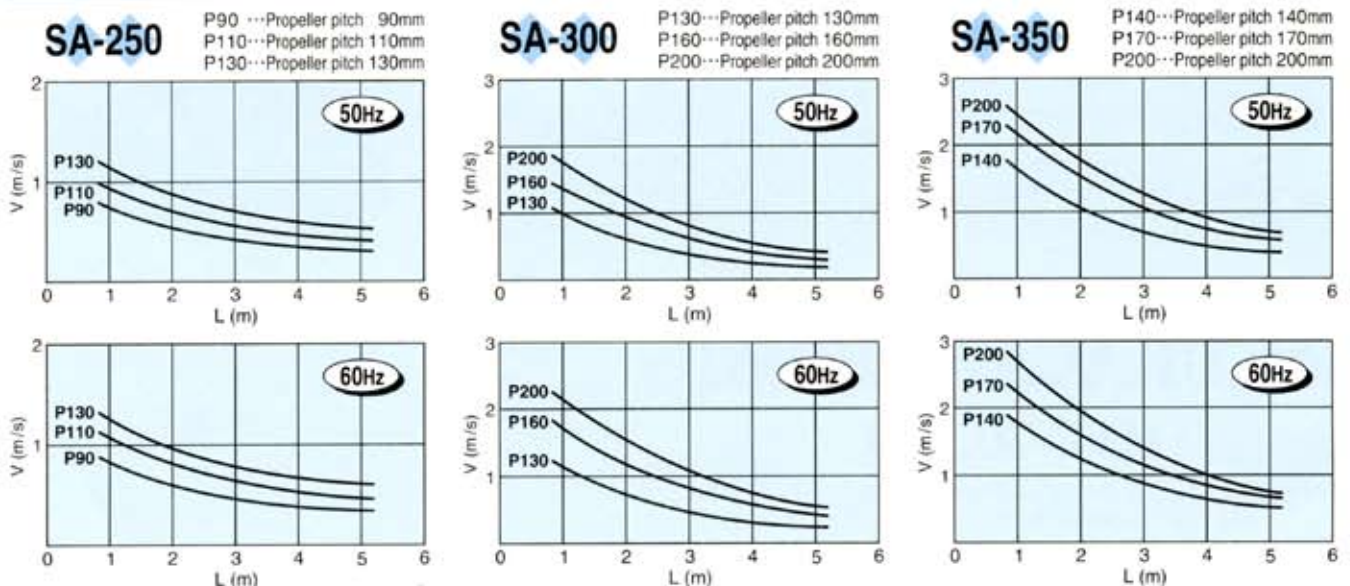 SA-250
P90 ···Propeller pitch 90mm
P110···Propeller pitch 110mm
P130···Propeller pitch 130mm
SA-300
P130···Propeller pitch 130mm
P160···Propeller pitch 160mm
P200···Propeller pitch 200mm
SA-350
P140···Propeller pitch 140mm
P170···Propeller pitch 170mm
P200···Propeller pitch 200mm
2
50Hz
P130
1
P110
P90
V (m/s)
0 1 2 3 4 5 6
L (m)
3
50Hz
2
P200
P160
P130
1
V (m/s)
0 1 2 3 4 5 6
L (m)
3
50Hz
P200
P170
2
P140
1
V (m/s)
0 1 2 3 4 5 6
L (m)
2
60Hz
P130
P110
1
P90
V (m/s)
0 1 2 3 4 5 6
L (m)
3
60Hz
P200
2
P160
P130
1
V (m/s)
0 1 2 3 4 5 6
L (m)
3
60Hz
P200
P170
2
P140
1
V (m/s)
0 1 2 3 4 5 6
L (m)